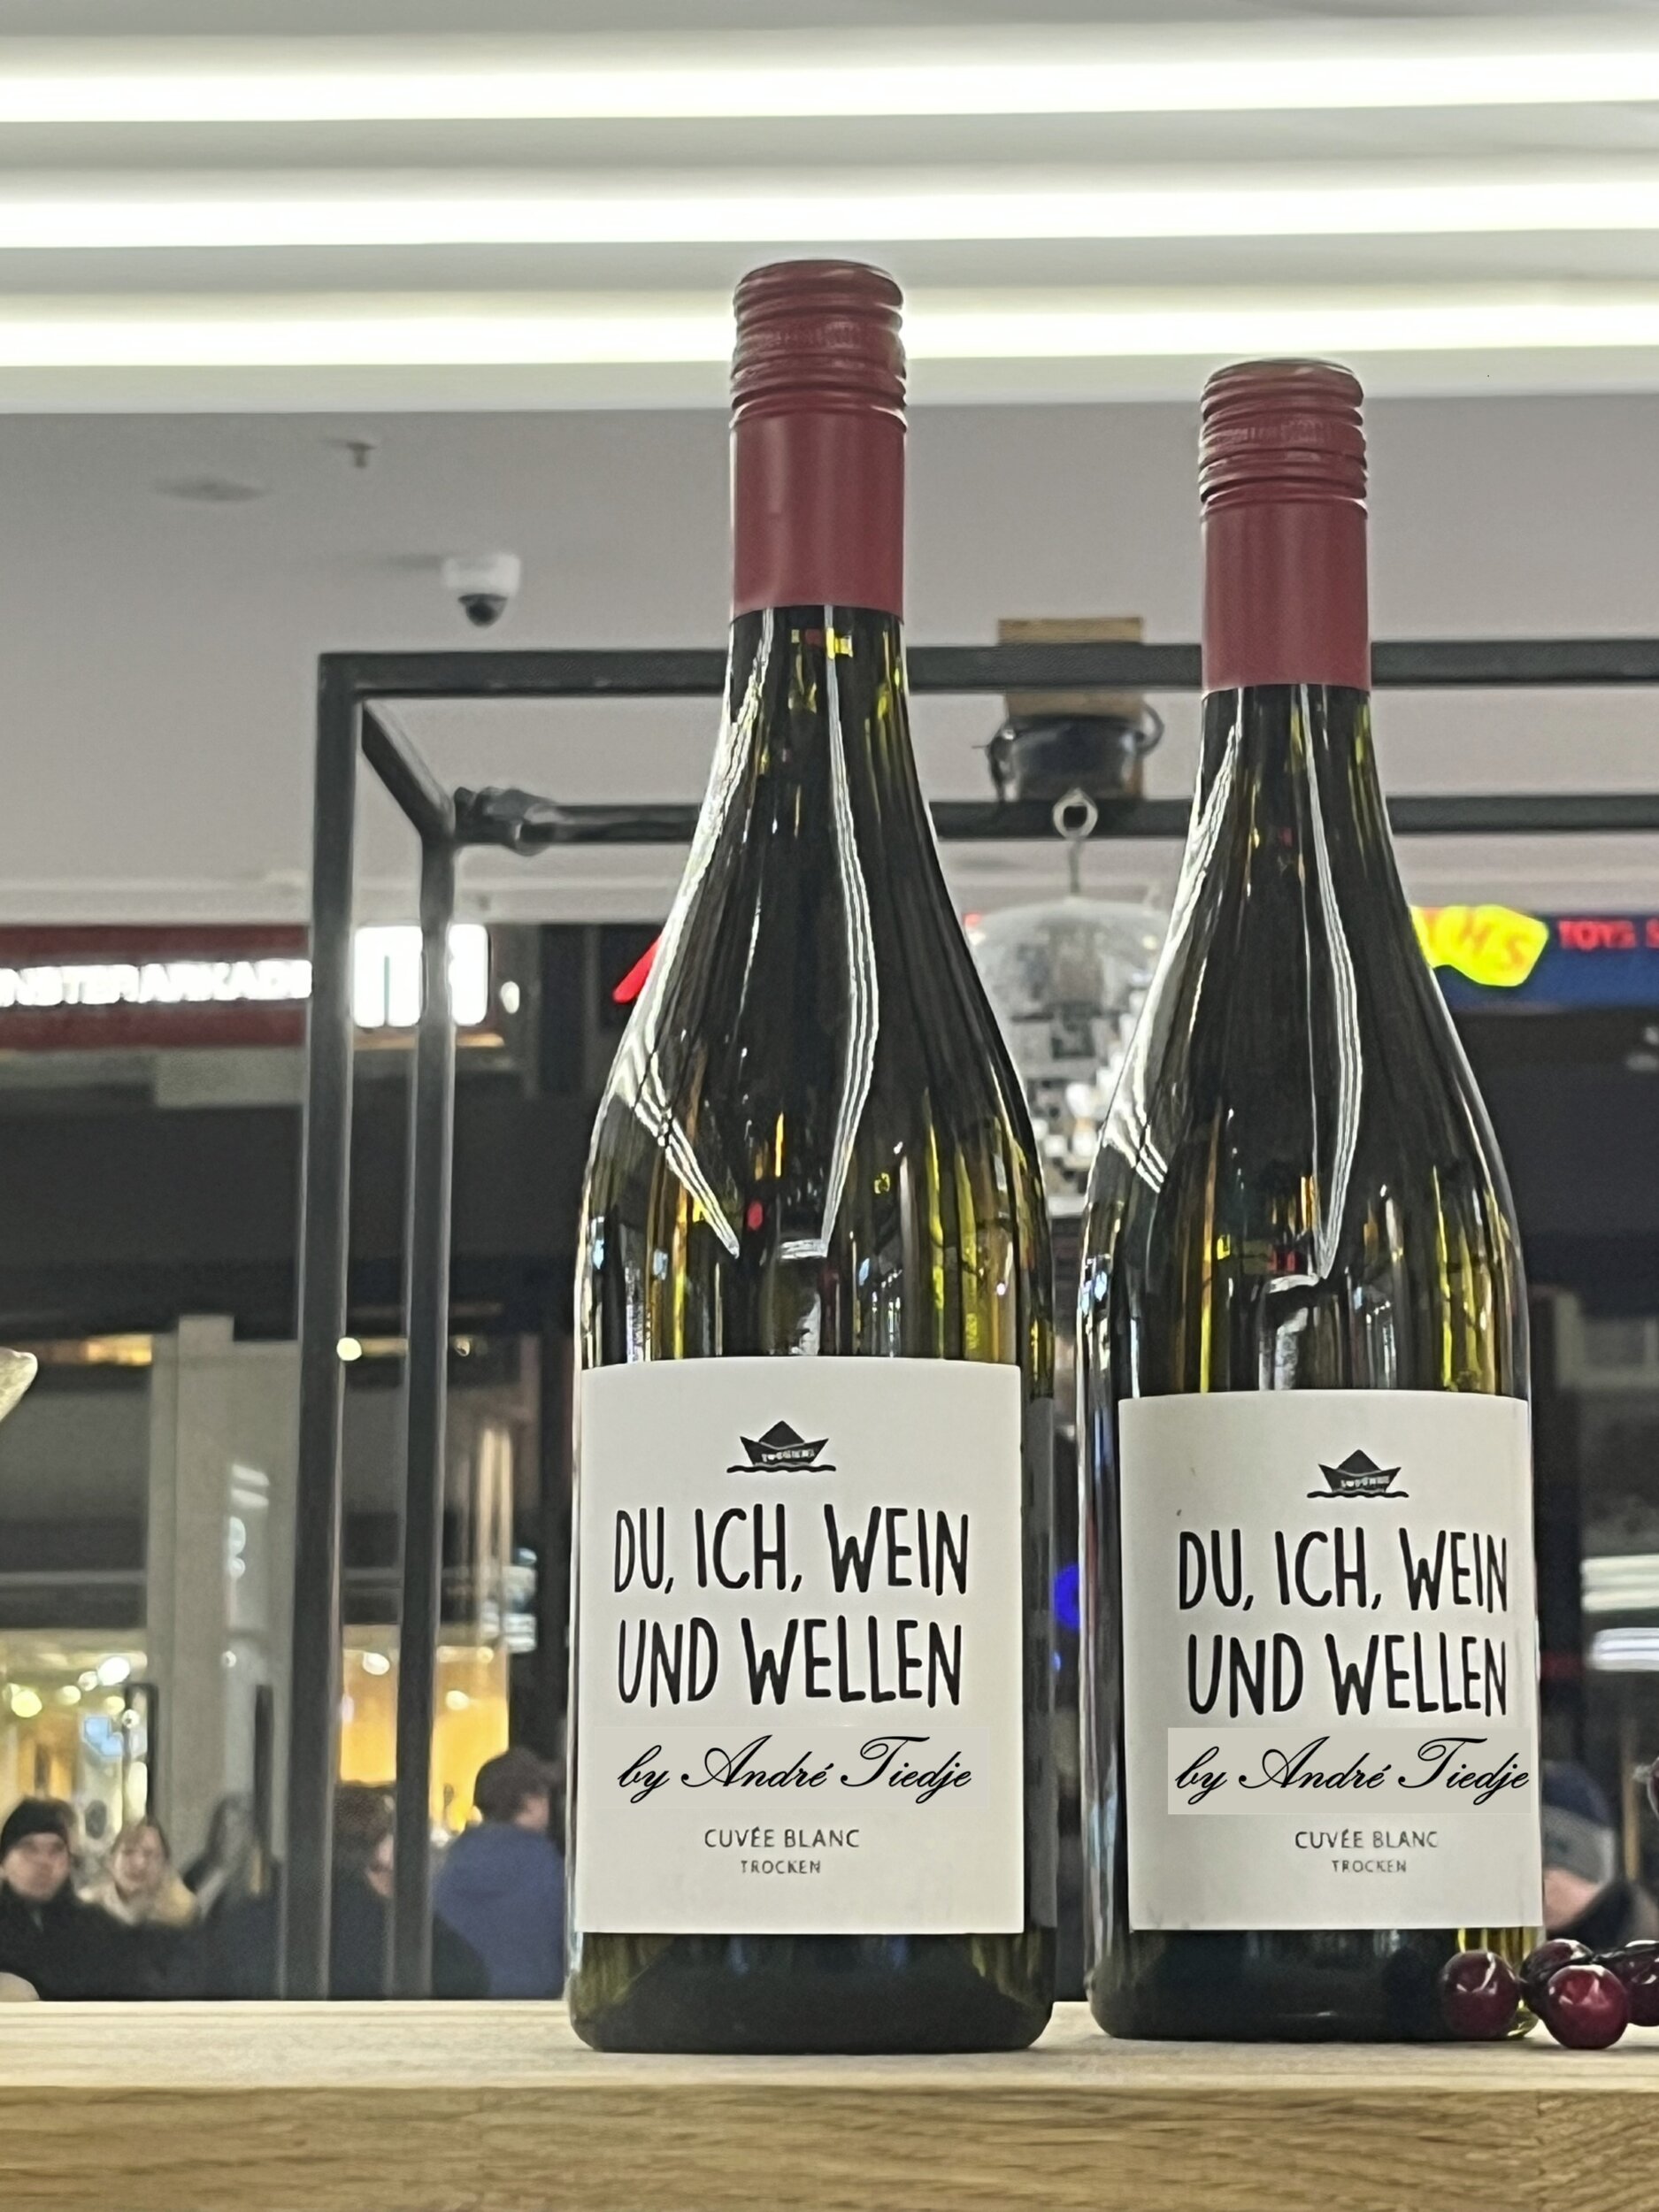 DU, ICH, WEIN
UND WELLEN
by André Tiedje
CUVÉE BLANC
TROCKEN
DU, ICH, WEIN
UND WELLEN
by André Tiedje
CUVÉE BLANC
TROCKEN
TOYS